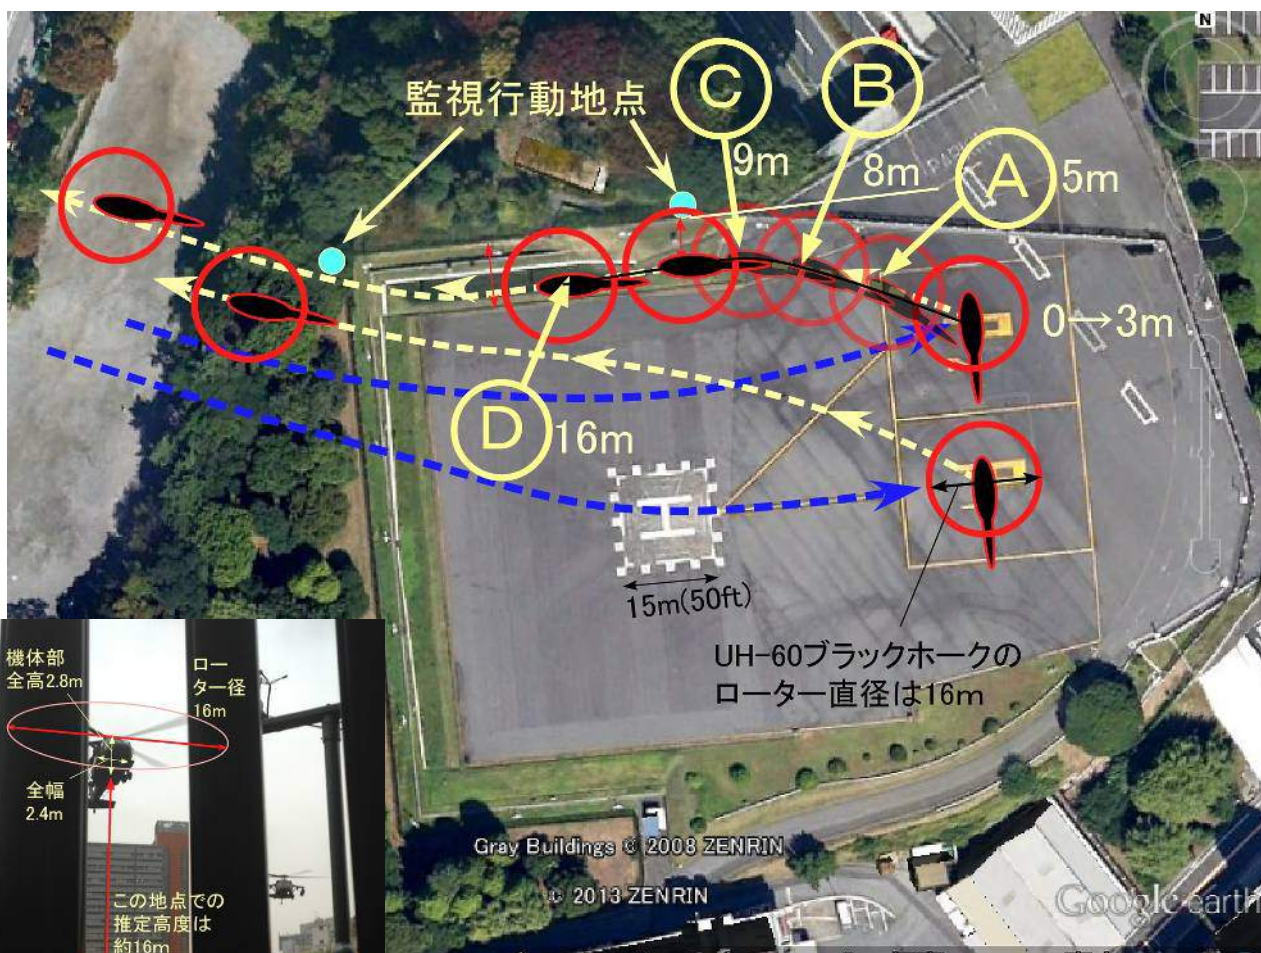 N
監視行動地点
C
B
9m
8m
A
5m
0→3m
D
16m
H
15m(50ft)
UH-60ブラックホークの
ローター直径は16m
機体部
全高2.8m
ロー
ター径
16m
全幅
2.4m
この地点での
推定高度は
約16m
Gray Buildings © 2008 ZENRIN
© 2013 ZENRIN
Google earth